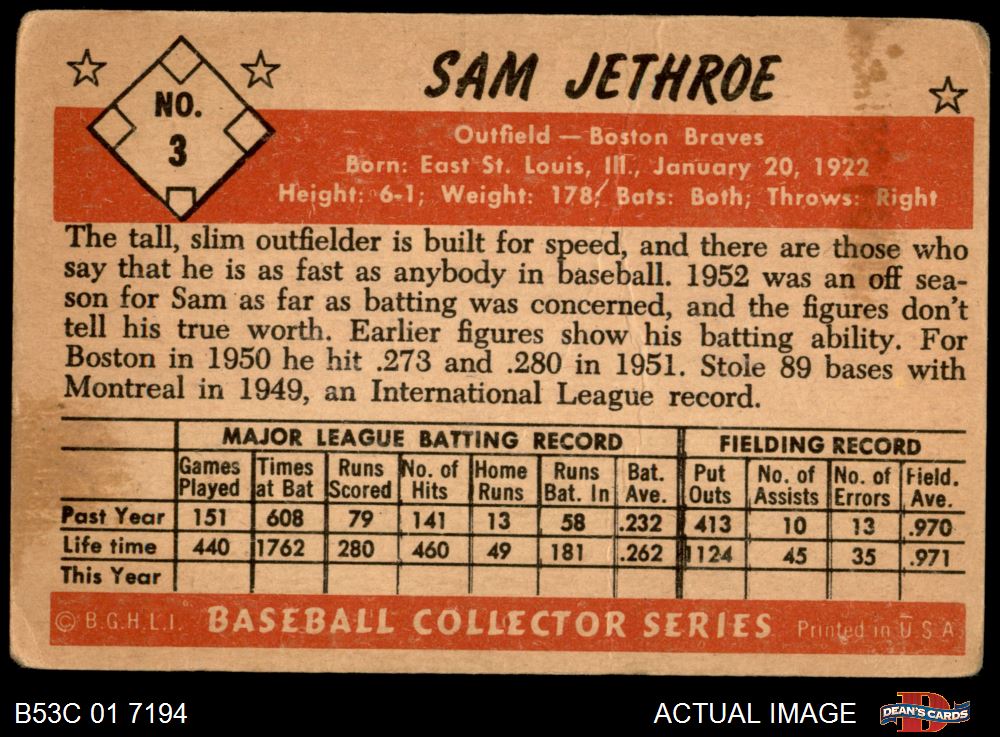 NO.
3
SAM JETHROE
Outfield — Boston Braves
Born: East St. Louis, Ill., January 20, 1922
Height: 6-1; Weight: 178; Bats: Both; Throws: Right
The tall, slim outfielder is built for speed, and there are those who
say that he is as fast as anybody in baseball. 1952 was an off sea-
son for Sam as far as batting was concerned, and the figures don't
tell his true worth. Earlier figures show his batting ability. For
Boston in 1950 he hit .273 and .280 in 1951. Stole 89 bases with
Montreal in 1949, an International League record.
MAJOR LEAGUE BATTING RECORD FIELDING RECORD
Games Times Runs No. of Home Runs Bat. Put No. of No. of Field.
Played at Bat Scored Hits Runs Bat. In Ave. Outs Assists Errors Ave.
Past Year 151 608 79 141 13 58 .232 413 10 13 .970
Life time 440 1762 280 460 49 181 .262 1124 45 35 .971
This Year
© B.G.H.L.I. BASEBALL COLLECTOR SERIES Printed in U S A
B53C 01 7194 ACTUAL IMAGE DEAN'S CARDS